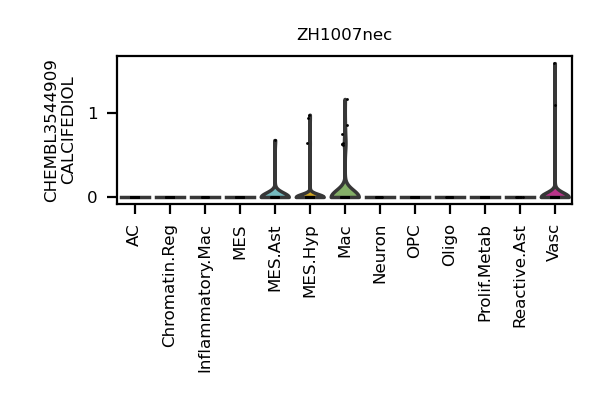 ZH1007nec
CHEMBL3544909
CALCIFEDIOL
1
0
AC
Chromatin.Reg
Inflammatory.Mac
MES
MES.Ast
MES.Hyp
Mac
Neuron
OPC
Oligo
Prolif.Metab
Reactive.Ast
Vasc